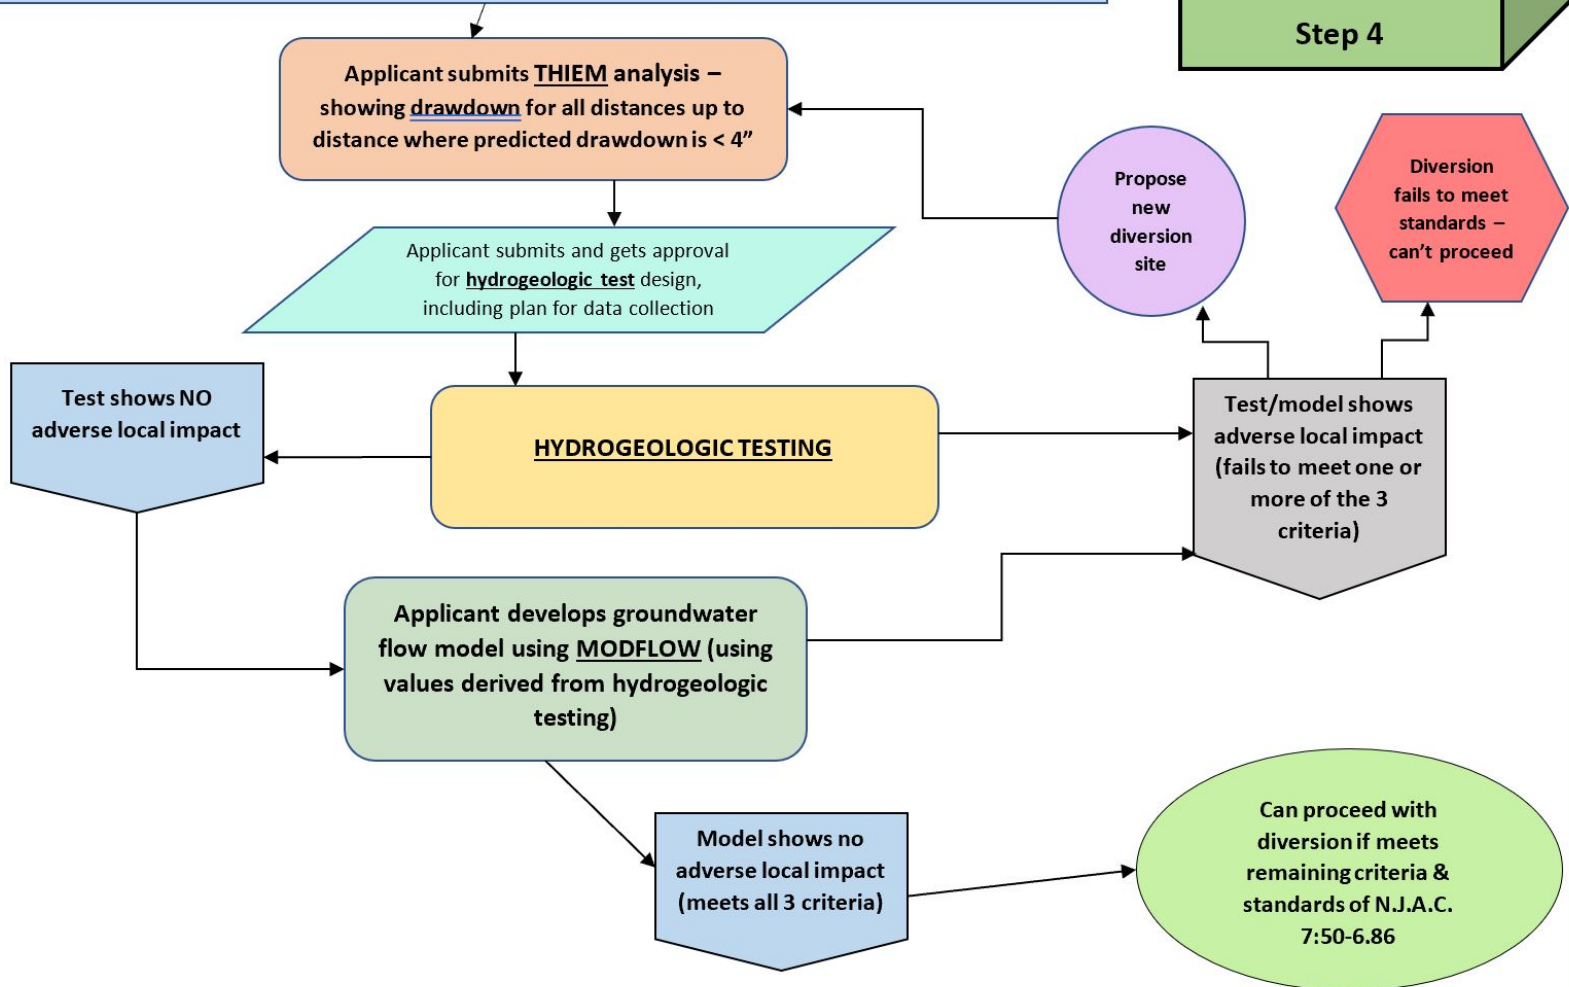 Step 4
Applicant submits THIEM analysis –
showing drawdown for all distances up to
distance where predicted drawdown is < 4”
Propose
new
diversion
site
Diversion
fails to meet
standards –
can’t proceed
Applicant submits and gets approval
for hydrogeologic test design,
including plan for data collection
Test shows NO
adverse local impact
HYDROGEOLOGIC TESTING
Test/model shows
adverse local impact
(fails to meet one or
more of the 3
criteria)
Applicant develops groundwater
flow model using MODFLOW (using
values derived from hydrogeologic
testing)
Model shows no
adverse local impact
(meets all 3 criteria)
Can proceed with
diversion if meets
remaining criteria &
standards of N.J.A.C.
7:50-6.86